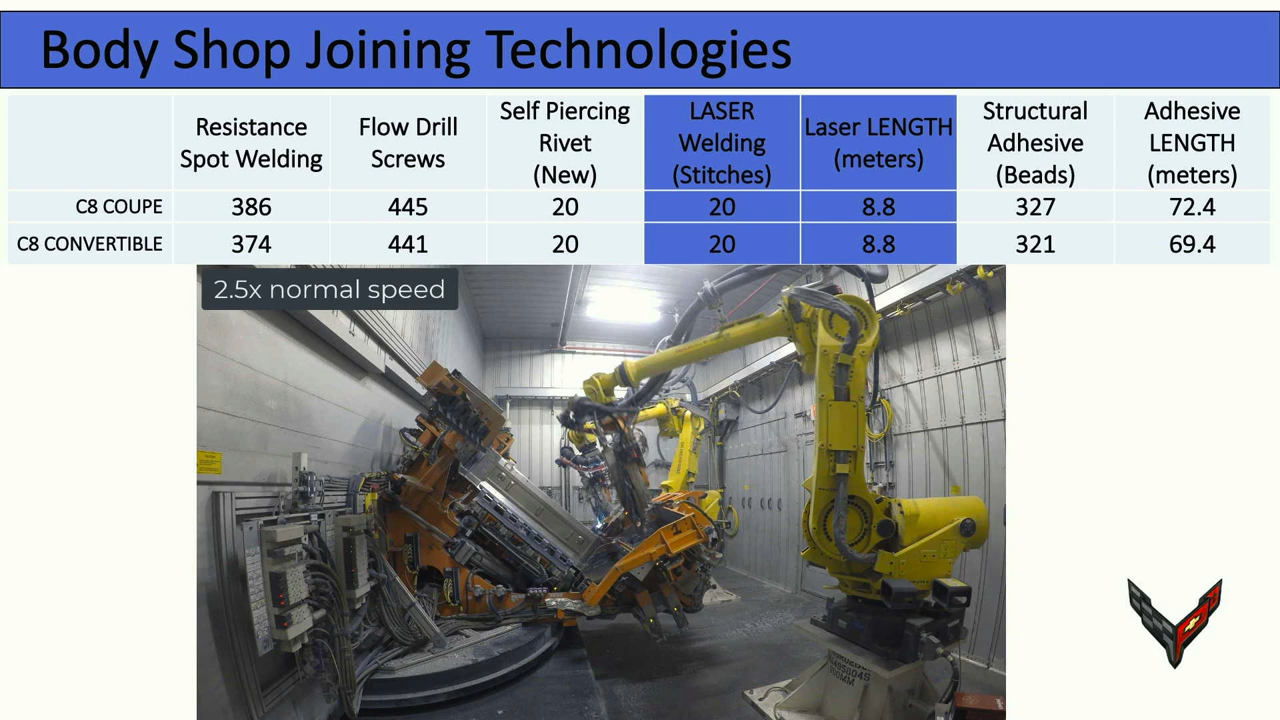 Body Shop Joining Technologies
Resistance
Spot Welding
Flow Drill
Screws
Self Piercing
Rivet
(New)
LASER
Welding
(Stitches)
Laser LENGTH
(meters)
Structural
Adhesive
(Beads)
Adhesive
LENGTH
(meters)
C8 COUPE 386 445 20 20 8.8 327 72.4
C8 CONVERTIBLE 374 441 20 20 8.8 321 69.4
2.5x normal speed